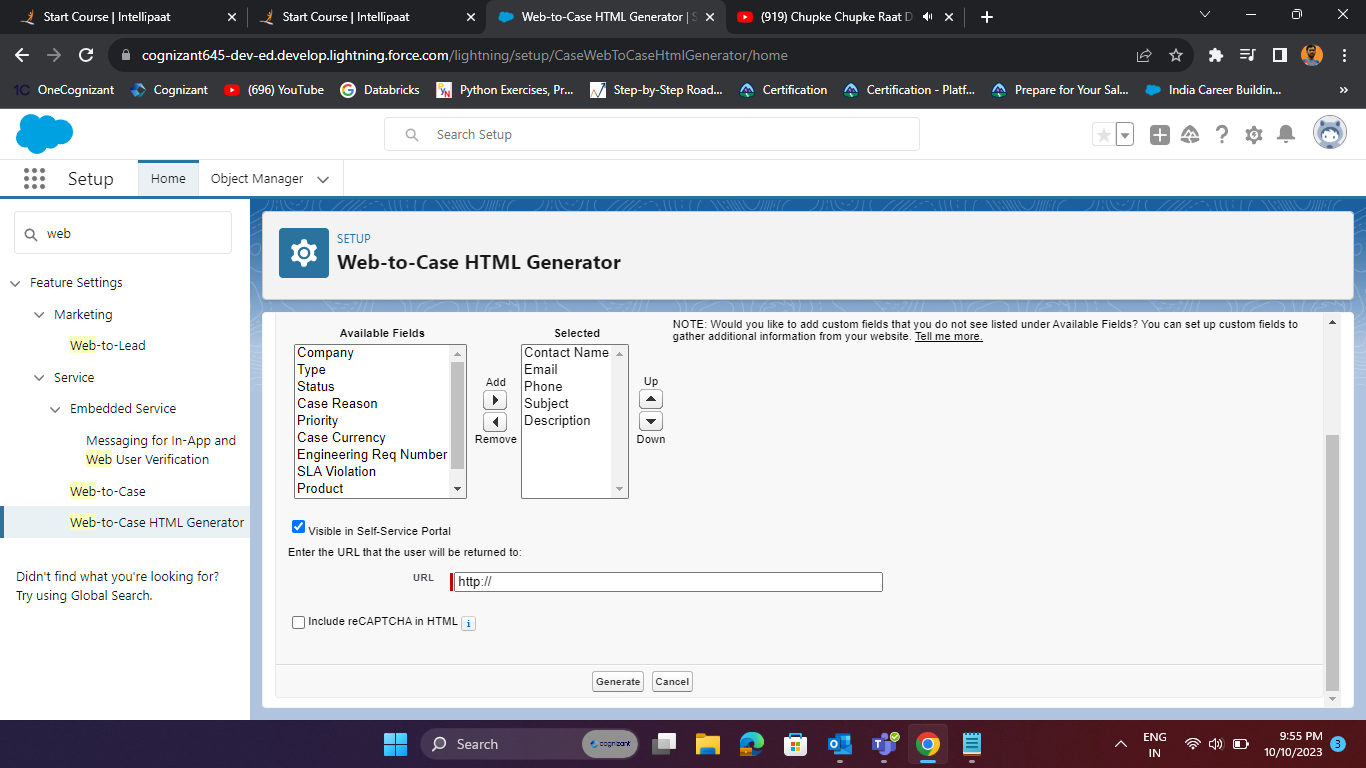 Start Course | Intellipaat
Start Course | Intellipaat
Web-to-Case HTML Generator | S
(919) Chupke Chupke Raat D
cognizant645-dev-ed.develop.lightning.force.com/lightning/setup/CaseWebToCaseHtmlGenerator/home
1C OneCognizant
Cognizant
(696) YouTube
Databricks
Python Exercises, Pr...
Step-by-Step Road...
Certification
Certification - Platf...
Prepare for Your Sal...
India Career Buildin...
»
Search Setup
Setup
Home
Object Manager
web
Feature Settings
Marketing
Web-to-Lead
Service
Embedded Service
Messaging for In-App and
Web User Verification
Web-to-Case
Web-to-Case HTML Generator
Didn't find what you're looking for?
Try using Global Search.
SETUP
Web-to-Case HTML Generator
Available Fields
Company
Type
Status
Case Reason
Priority
Case Currency
Engineering Req Number
SLA Violation
Product
Add
Remove
Selected
Contact Name
Email
Phone
Subject
Description
Up
Down
NOTE: Would you like to add custom fields that you do not see listed under Available Fields? You can set up custom fields to
gather additional information from your website. Tell me more.
Visible in Self-Service Portal
Enter the URL that the user will be returned to:
URL
http://
Include reCAPTCHA in HTML
i
Generate
Cancel
Search
cognizant
ENG
IN
9:55 PM
10/10/2023
3